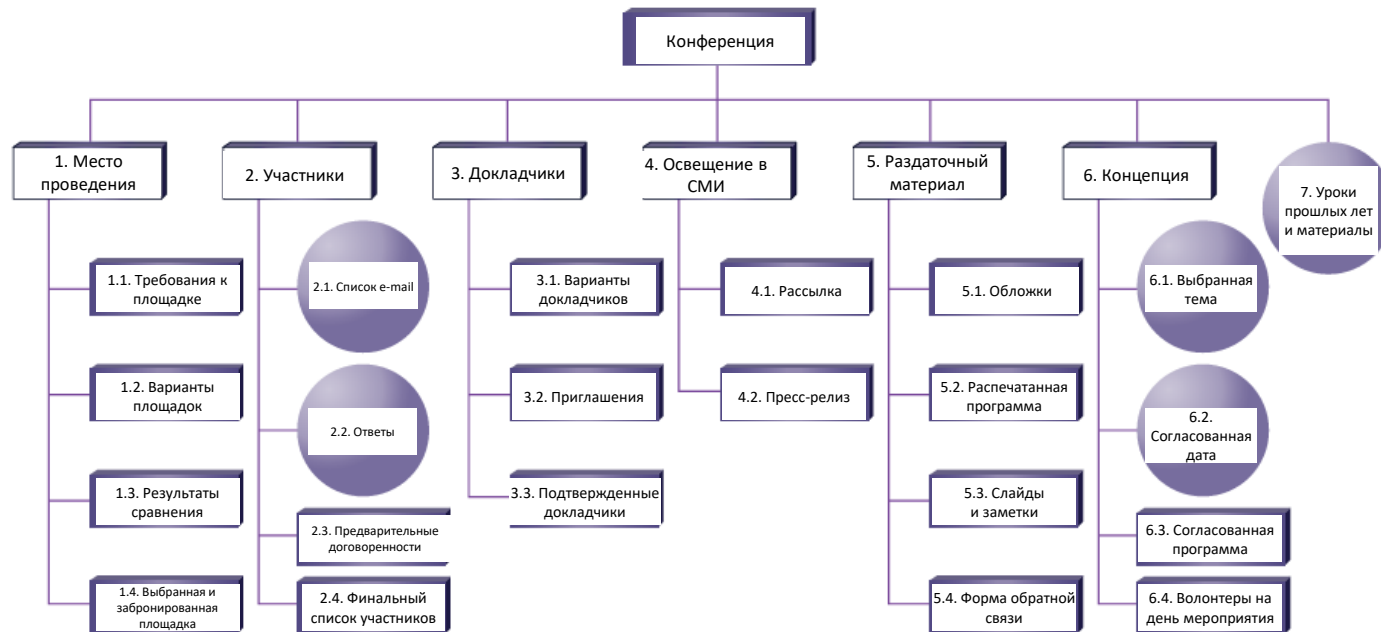 Конференция
1. Место
проведения
2. Участники
3. Докладчики
4. Освещение в
СМИ
5. Раздаточный
материал
6. Концепция
7. Уроки
прошлых лет
и материалы
1.1. Требования к
площадке
1.2. Варианты
площадок
1.3. Результаты
сравнения
1.4. Выбранная и
забронированная
площадка
2.1. Список e-mail
2.2. Ответы
2.3. Предварительные
договоренности
2.4. Финальный
список участников
3.1. Варианты
докладчиков
3.2. Приглашения
3.3. Подтвержденные
докладчики
4.1. Рассылка
4.2. Пресс-релиз
5.1. Обложки
5.2. Распечатанная
программа
5.3. Слайды
и заметки
5.4. Форма обратной
связи
6.1. Выбранная
тема
6.2.
Согласованная
дата
6.3. Согласованная
программа
6.4. Волонтеры на
день мероприятия